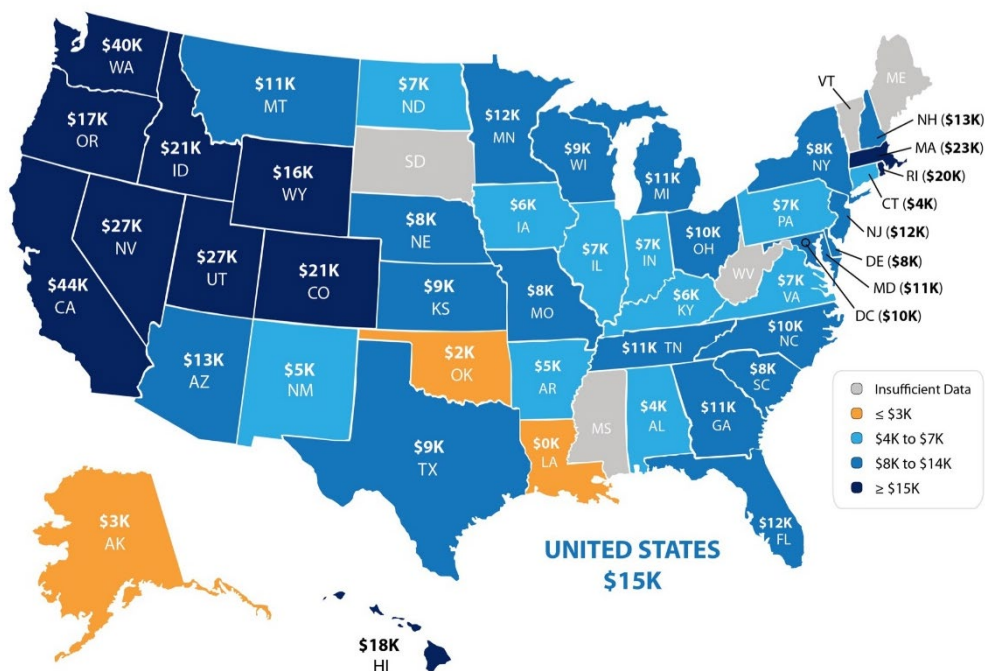 $40K
WA
$11K
MT
$7K
ND
$12K
MN
$9K
WI
$11K
MI
$8K
NY
VT
ME
NH ($13K)
MA ($23K)
RI ($20K)
CT ($4K)
NJ ($12K)
DE ($8K)
MD ($11K)
DC ($10K)
$17K
OR
$21K
ID
$16K
WY
SD
$6K
IA
$7K
PA
$44K
CA
$27K
NV
$27K
UT
$21K
CO
$8K
NE
$9K
KS
$8K
MO
$7K
IL
$7K
IN
$10K
OH
WV
$7K
VA
$6K
KY
$13K
AZ
$5K
NM
$2K
OK
$5K
AR
$11K TN
$10K
NC
$8K
SC
$9K
TX
$0K
LA
MS
$4K
AL
$11K
GA
$12K
FL
$3K
AK
$18K
HI
UNITED STATES
$15K
Insufficient Data
≤ $3K
$4K to $7K
$8K to $14K
≥ $15K